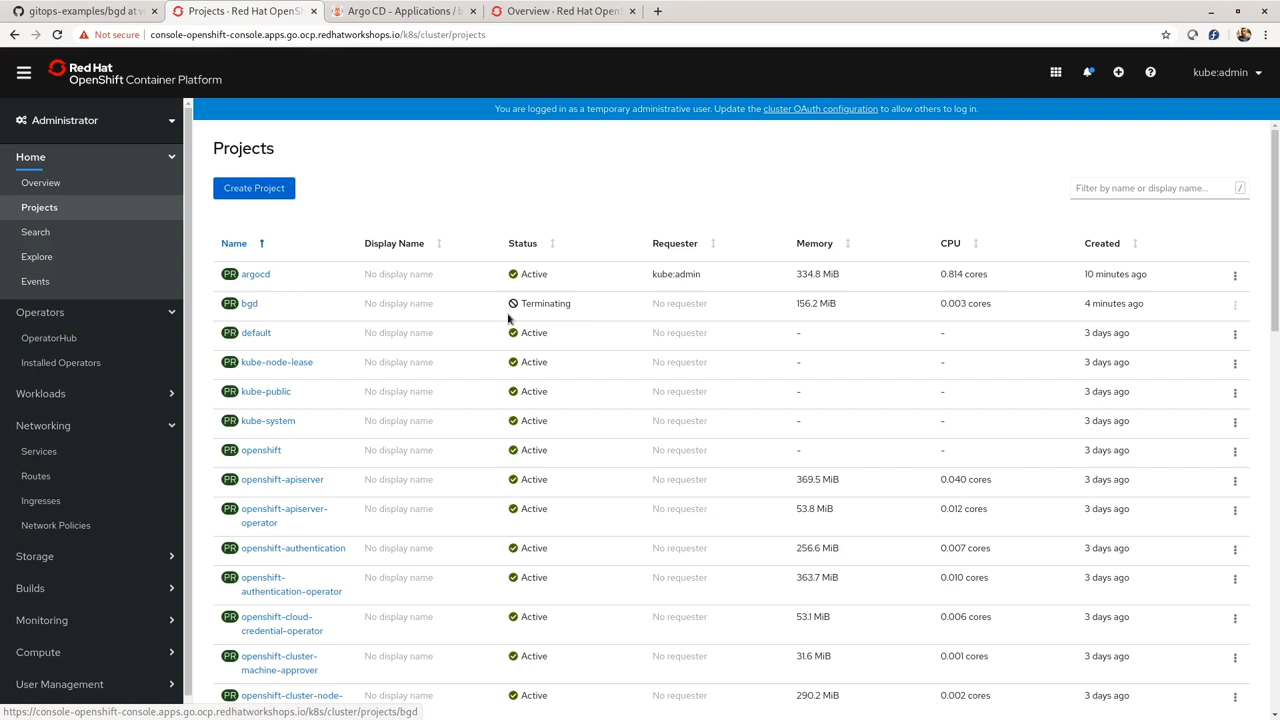 gitops-examples/bgd at
Projects · Red Hat OpenSh
Argo CD - Applications / b
Overview · Red Hat OpenS
Not secure
console-openshift-console.apps.go.ocp.redhatworkshops.io/k8s/cluster/projects
Red Hat
OpenShift Container Platform
kube:admin
You are logged in as a temporary administrative user. Update the cluster OAuth configuration to allow others to log in.
Administrator
Home
Overview
Projects
Search
Explore
Events
Operators
OperatorHub
Installed Operators
Workloads
Networking
Services
Routes
Ingresses
Network Policies
Storage
Builds
Monitoring
Compute
User Management
Projects
Create Project
Filter by name or display name... /
Name Display Name Status Requester Memory CPU Created
PR argocd No display name Active kube:admin 334.8 MiB 0.814 cores 10 minutes ago
PR bgd No display name Terminating No requester 156.2 MiB 0.003 cores 4 minutes ago
PR default No display name Active No requester - - 3 days ago
PR kube-node-lease No display name Active No requester - - 3 days ago
PR kube-public No display name Active No requester - - 3 days ago
PR kube-system No display name Active No requester - - 3 days ago
PR openshift No display name Active No requester - - 3 days ago
PR openshift-apiserver No display name Active No requester 369.5 MiB 0.040 cores 3 days ago
PR openshift-apiserver- No display name Active No requester 53.8 MiB 0.012 cores 3 days ago
operator
PR openshift-authentication No display name Active No requester 256.6 MiB 0.007 cores 3 days ago
PR openshift- No display name Active No requester 363.7 MiB 0.010 cores 3 days ago
authentication-operator
PR openshift-cloud- No display name Active No requester 53.1 MiB 0.006 cores 3 days ago
credential-operator
PR openshift-cluster- No display name Active No requester 31.6 MiB 0.001 cores 3 days ago
machine-approver
PR openshift-cluster-node- No display name Active No requester 290.2 MiB 0.002 cores 3 days ago
https://console-openshift-console.apps.go.ocp.redhatworkshops.io/k8s/cluster/projects/bgd